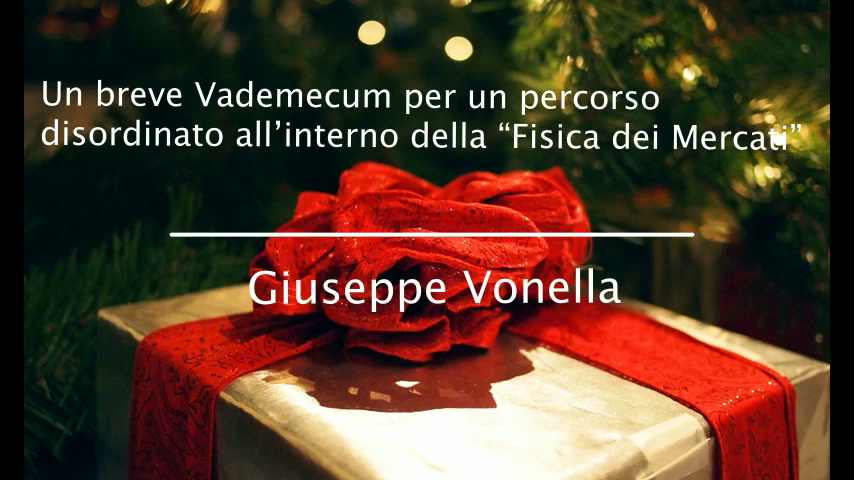 Un breve Vademecum per un percorso
disordinato all’interno della “Fisica dei Mercati”
Giuseppe Vonella